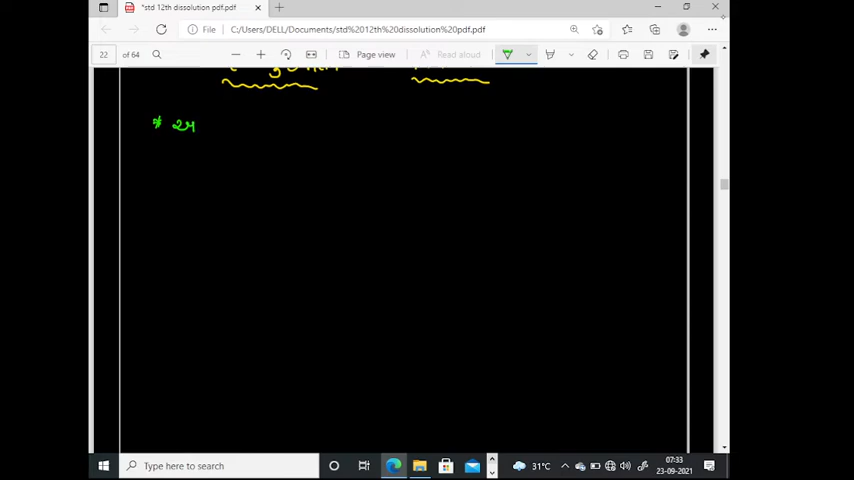 *std 12th dissolution pdf.pdf
File C:/Users/DELL/Documents/std%2012th%20dissolution%20pdf.pdf
22 of 64 Page view Read aloud
Type here to search 31°C 07:33
23-09-2021